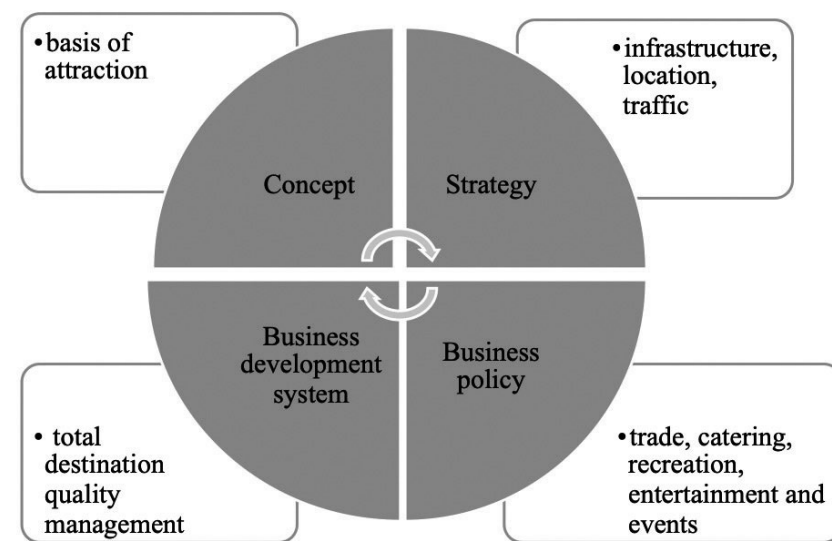 • basis of
attraction
• infrastructure,
location,
traffic
Concept
Strategy
Business
development
system
Business
policy
• total
destination
quality
management
• trade, catering,
recreation,
entertainment and
events